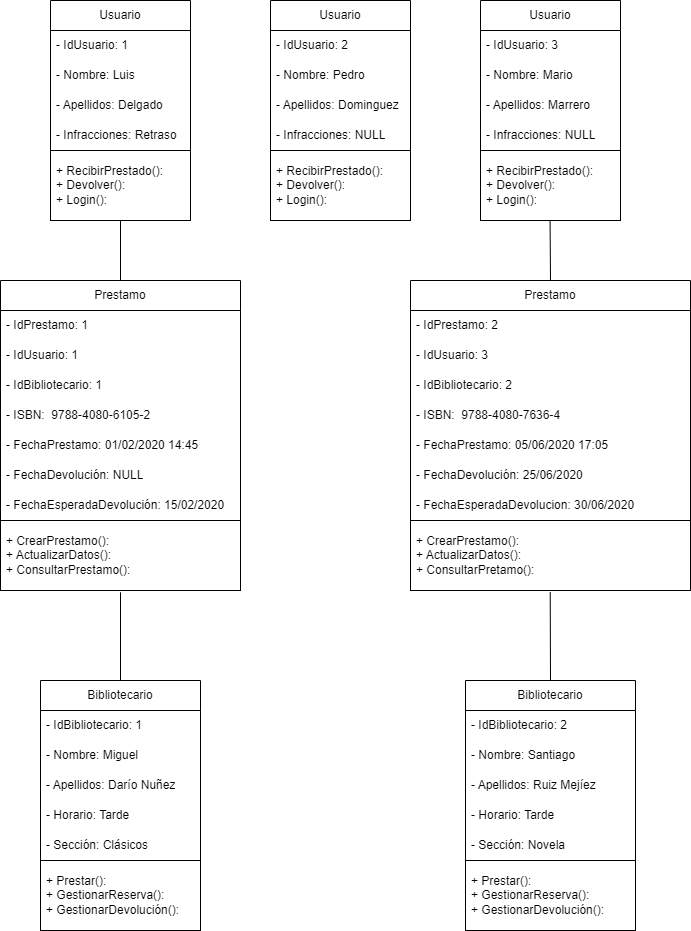 Usuario
- IdUsuario: 1
- Nombre: Luis
- Apellidos: Delgado
- Infracciones: Retraso
+ RecibirPrestado():
+ Devolver():
+ Login():
Usuario
- IdUsuario: 2
- Nombre: Pedro
- Apellidos: Dominguez
- Infracciones: NULL
+ RecibirPrestado():
+ Devolver():
+ Login():
Usuario
- IdUsuario: 3
- Nombre: Mario
- Apellidos: Marrero
- Infracciones: NULL
+ RecibirPrestado():
+ Devolver():
+ Login():
Prestamo
- IdPrestamo: 1
- IdUsuario: 1
- IdBibliotecario: 1
- ISBN:  9788-4080-6105-2
- FechaPrestamo: 01/02/2020 14:45
- FechaDevolución: NULL
- FechaEsperadaDevolución: 15/02/2020
+ CrearPrestamo():
+ ActualizarDatos():
+ ConsultarPrestamo():
Prestamo
- IdPrestamo: 2
- IdUsuario: 3
- IdBibliotecario: 2
- ISBN:  9788-4080-7636-4
- FechaPrestamo: 05/06/2020 17:05
- FechaDevolución: 25/06/2020
- FechaEsperadaDevolucion: 30/06/2020
+ CrearPrestamo():
+ ActualizarDatos():
+ ConsultarPretamo():
Bibliotecario
- IdBibliotecario: 1
- Nombre: Miguel
- Apellidos: Darío Nuñez
- Horario: Tarde
- Sección: Clásicos
+ Prestar():
+ GestionarReserva():
+ GestionarDevolución():
Bibliotecario
- IdBibliotecario: 2
- Nombre: Santiago
- Apellidos: Ruiz Mejíez
- Horario: Tarde
- Sección: Novela
+ Prestar():
+ GestionarReserva():
+ GestionarDevolución():